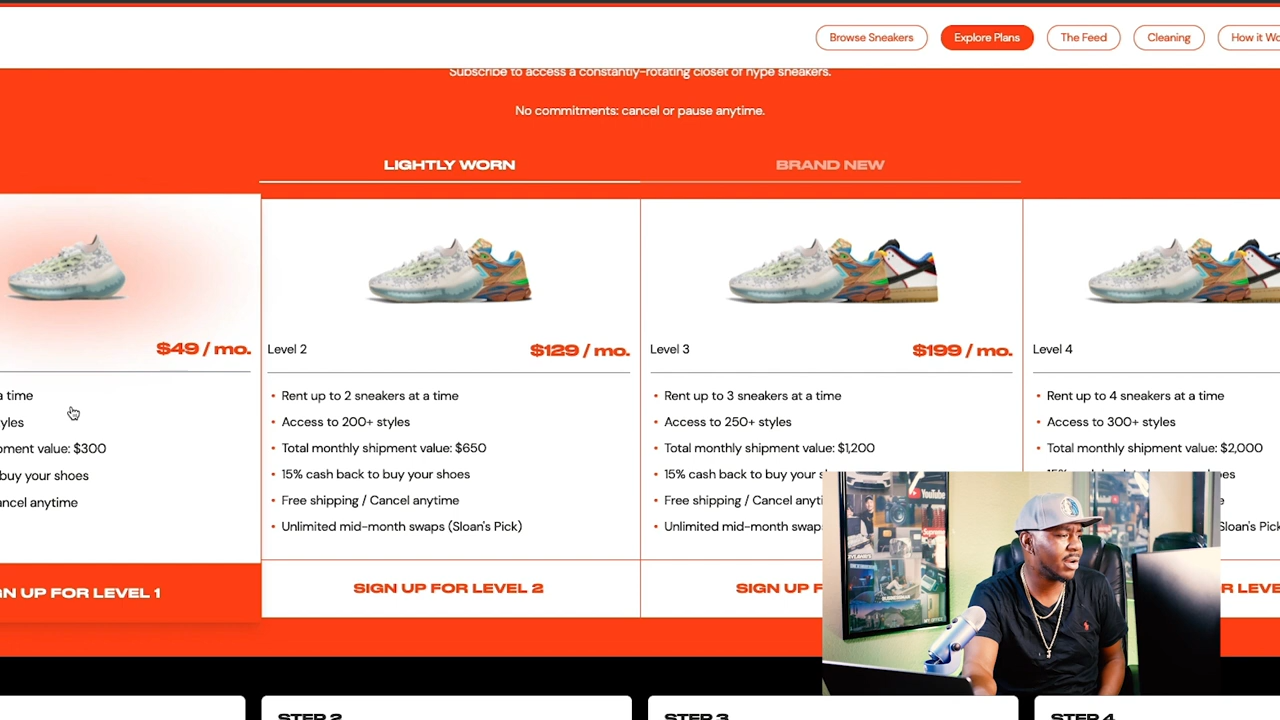 Browse Sneakers
Explore Plans
The Feed
Cleaning
How it Wo
Subscribe to access a constantly-rotating closet of hype sneakers.
No commitments: cancel or pause anytime.
LIGHTLY WORN
BRAND NEW
$49 / mo.
a time
yles
pment value: $300
buy your shoes
ancel anytime
GN UP FOR LEVEL 1
Level 2
$129 / mo.
• Rent up to 2 sneakers at a time
• Access to 200+ styles
• Total monthly shipment value: $650
• 15% cash back to buy your shoes
• Free shipping / Cancel anytime
• Unlimited mid-month swaps (Sloan's Pick)
SIGN UP FOR LEVEL 2
Level 3
$199 / mo.
• Rent up to 3 sneakers at a time
• Access to 250+ styles
• Total monthly shipment value: $1,200
• 15% cash back to buy your s
• Free shipping / Cancel anyti
• Unlimited mid-month swaps
SIGN UP F
Level 4
• Rent up to 4 sneakers at a time
• Access to 300+ styles
• Total monthly shipment value: $2,000
Sloan's Pick
R LEVE
YouTube
STEP 2
STEP 3
STEP 4